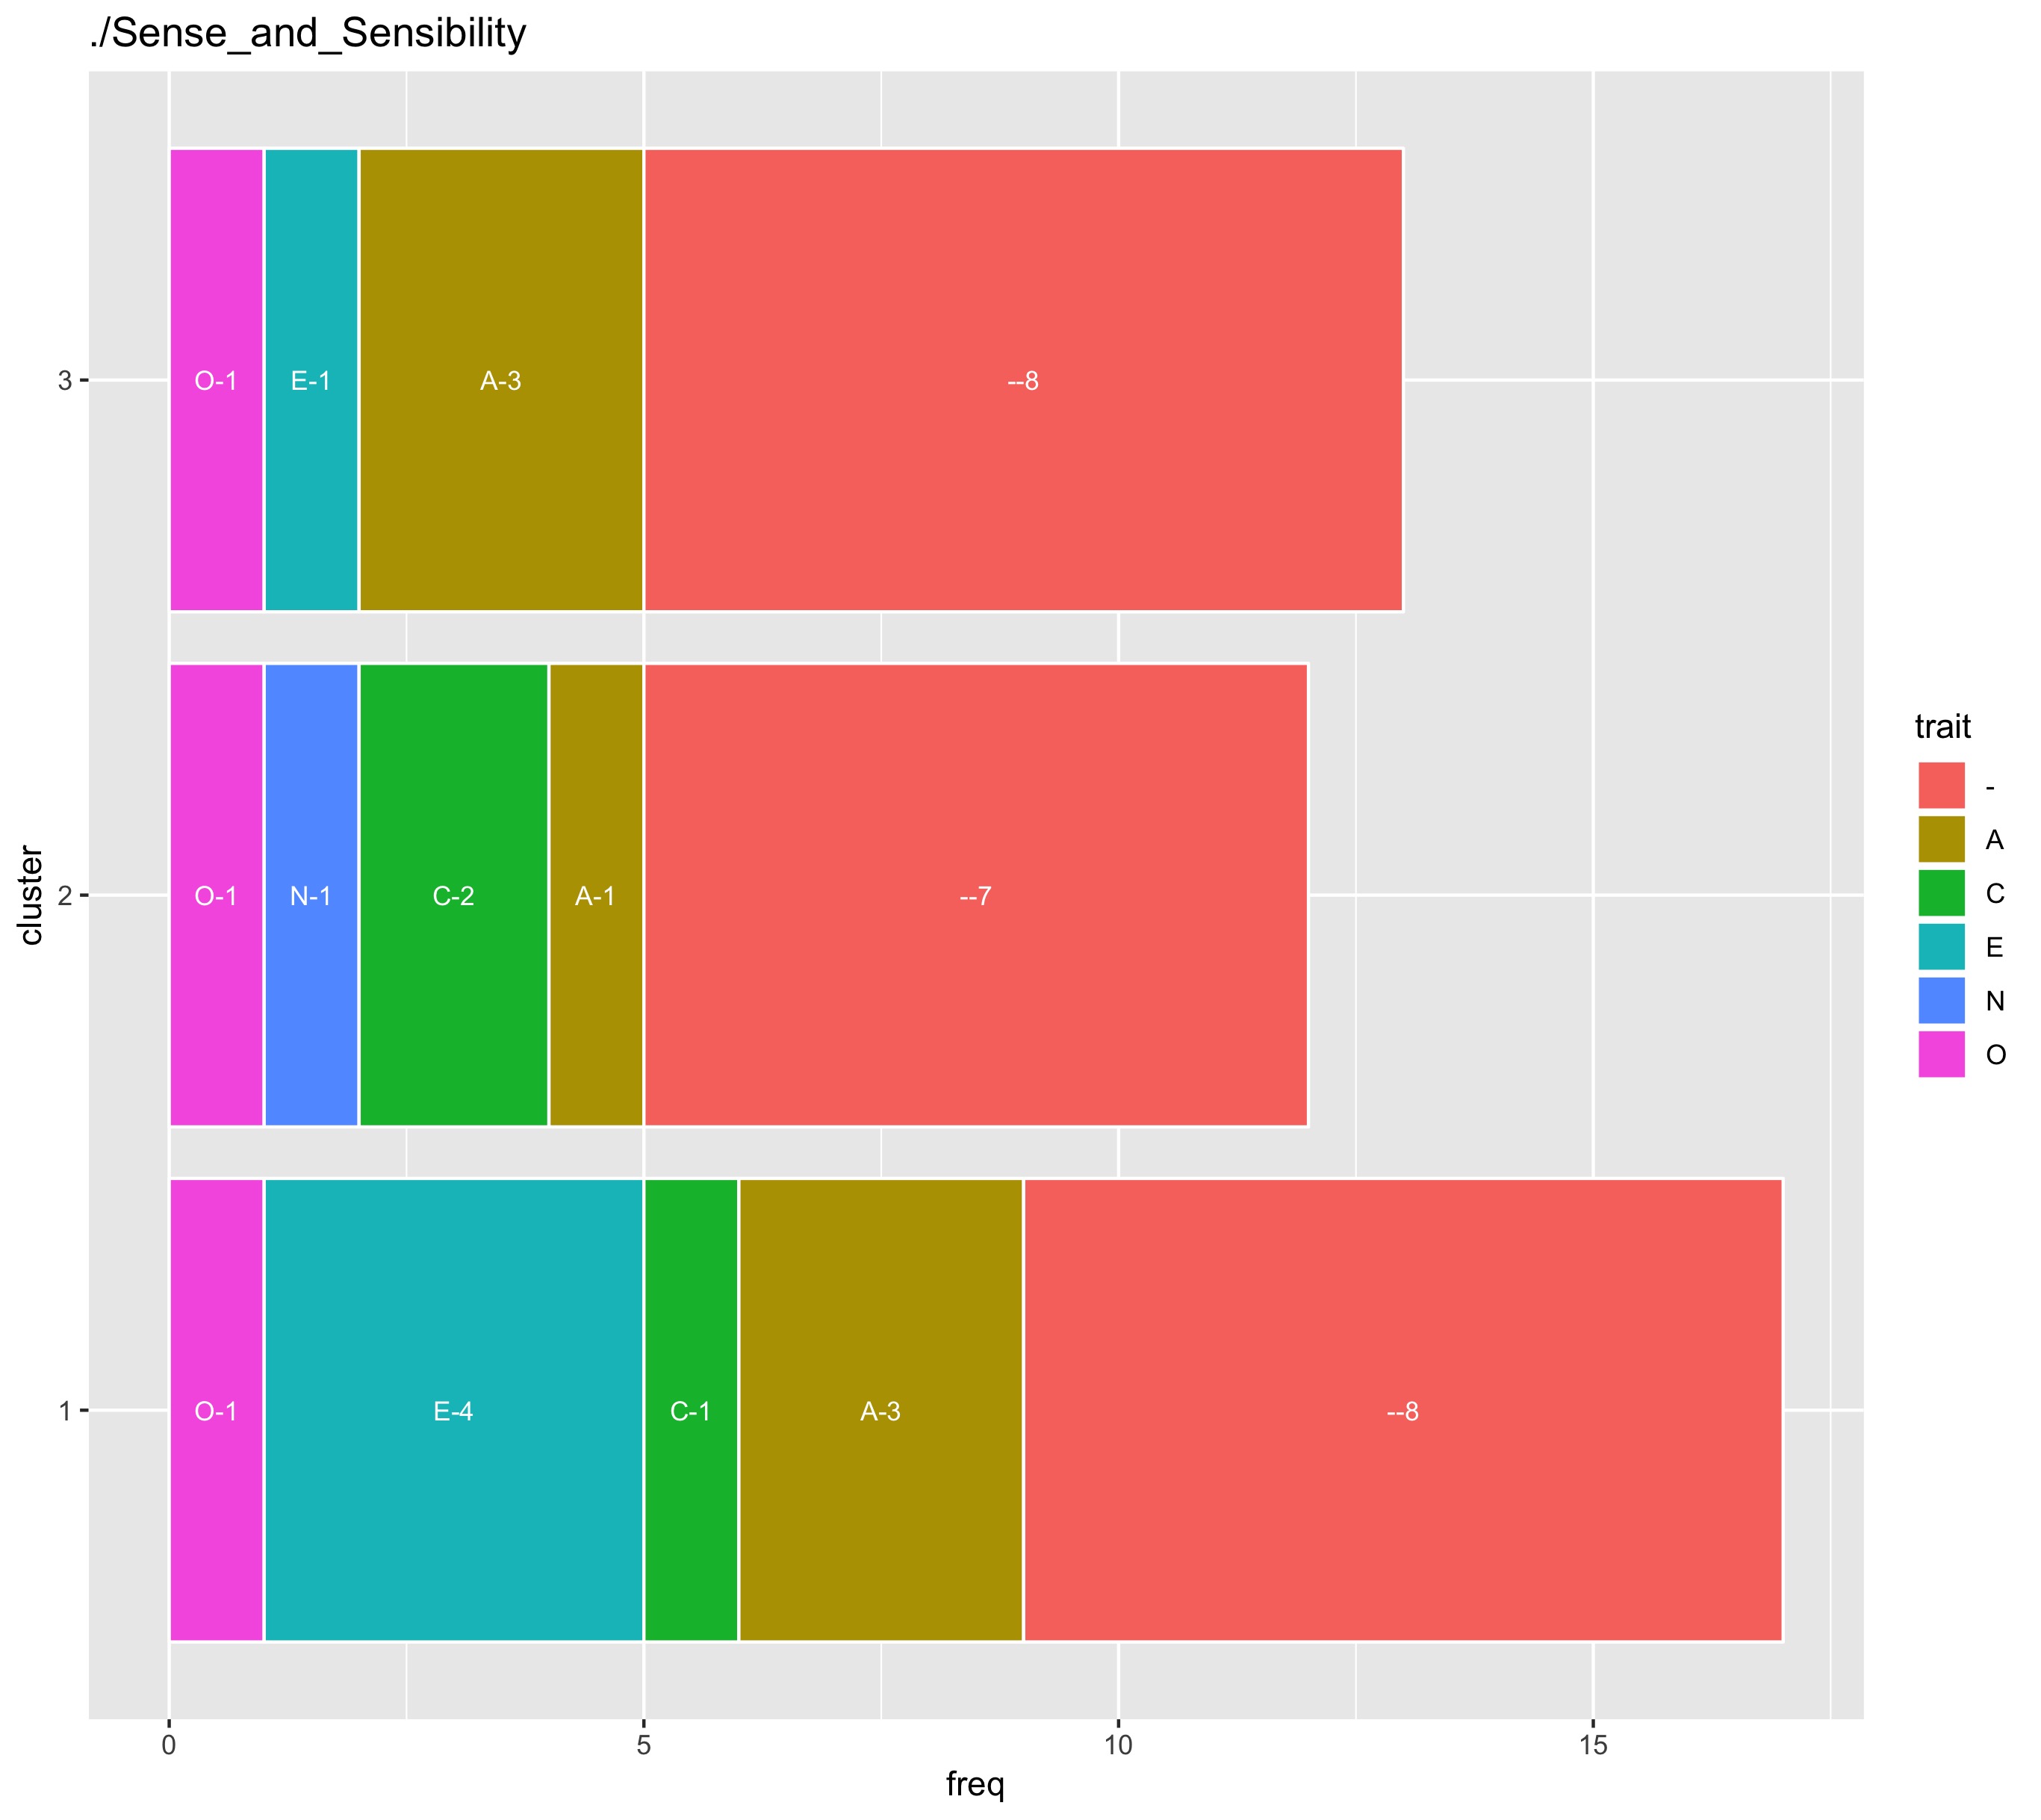 ./Sense_and_Sensibility
cluster
3
O-1 E-1 A-3 --8
2
O-1 N-1 C-2 A-1 --7
1
O-1 E-4 C-1 A-3 --8
0 5 10 15
freq
trait
-
A
C
E
N
O